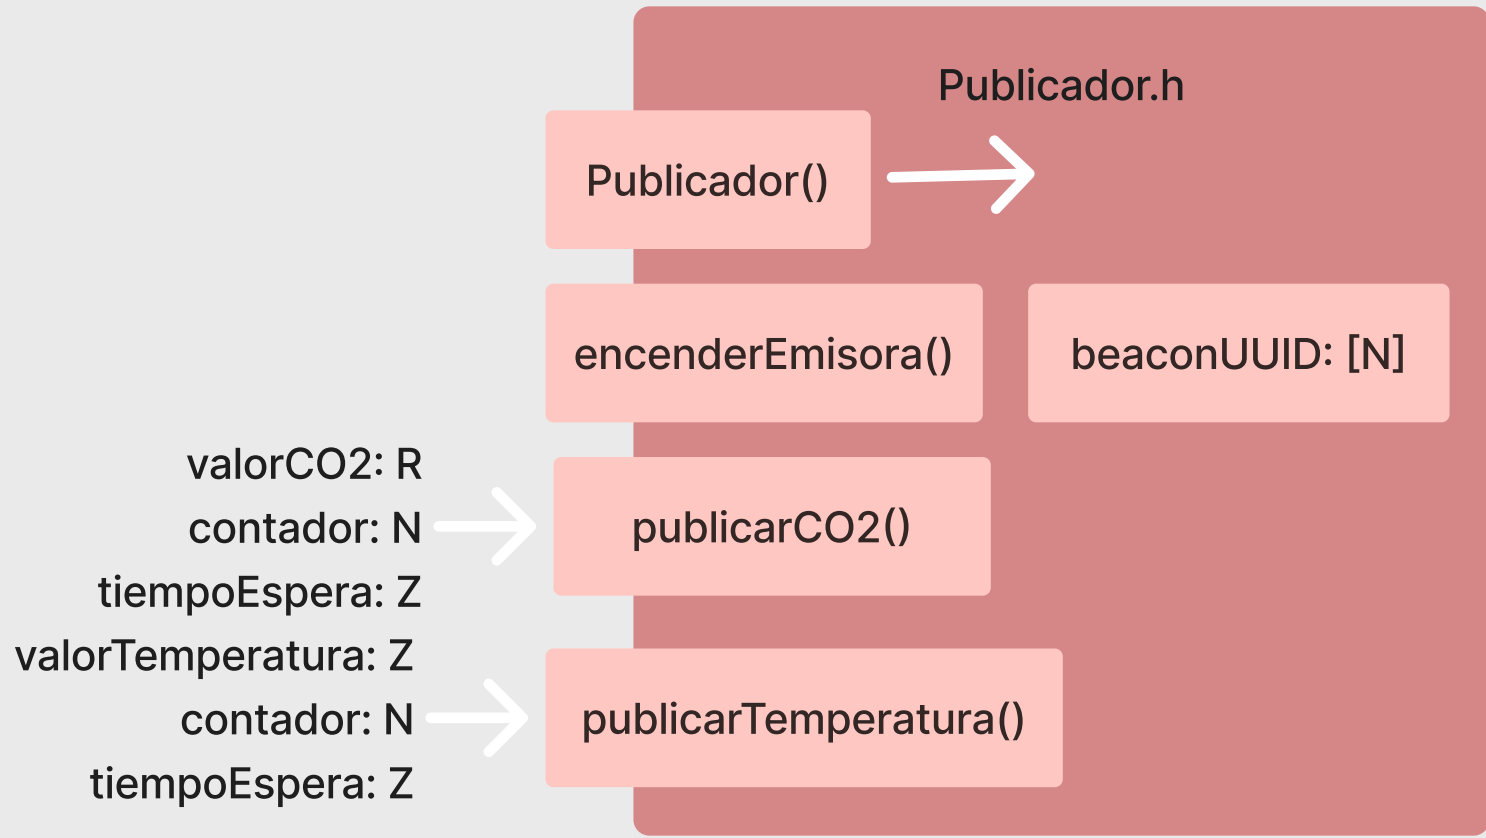 Publicador.h
Publicador()
encenderEmisora()
beaconUUID: [N]
valorCO2: R
contador: N
tiempoEspera: Z
publicarCO2()
valorTemperatura: Z
contador: N
tiempoEspera: Z
publicarTemperatura()